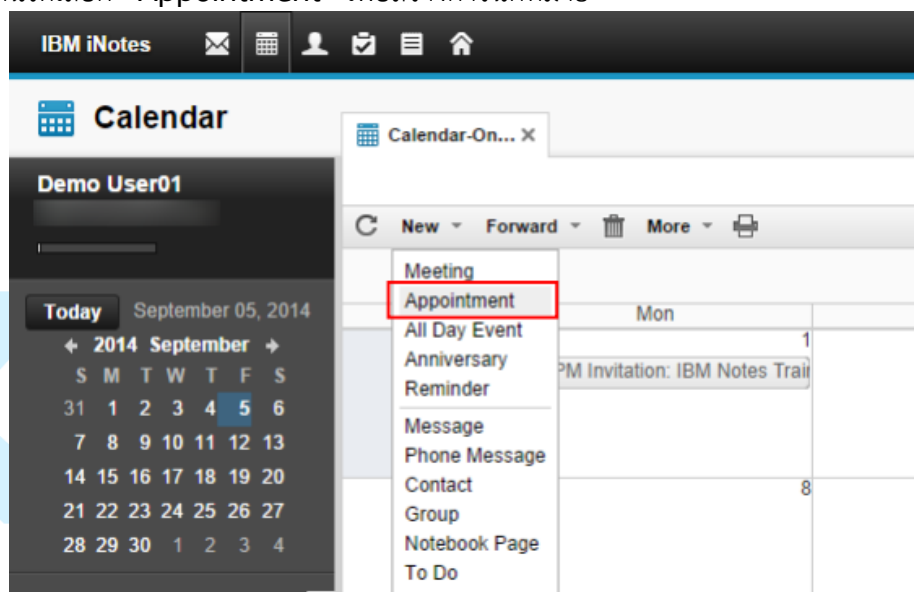 "Appointment"
IBM iNotes
Calendar
Calendar-On... ×
Demo User01
New Forward More
Meeting
Appointment
All Day Event
Anniversary
Reminder
Message
Phone Message
Contact
Group
Notebook Page
To Do
Today September 05, 2014
2014 September
S M T W T F S
31 1 2 3 4 5 6
7 8 9 10 11 12 13
14 15 16 17 18 19 20
21 22 23 24 25 26 27
28 29 30 1 2 3 4
Mon
1
PM Invitation: IBM Notes Trai
8